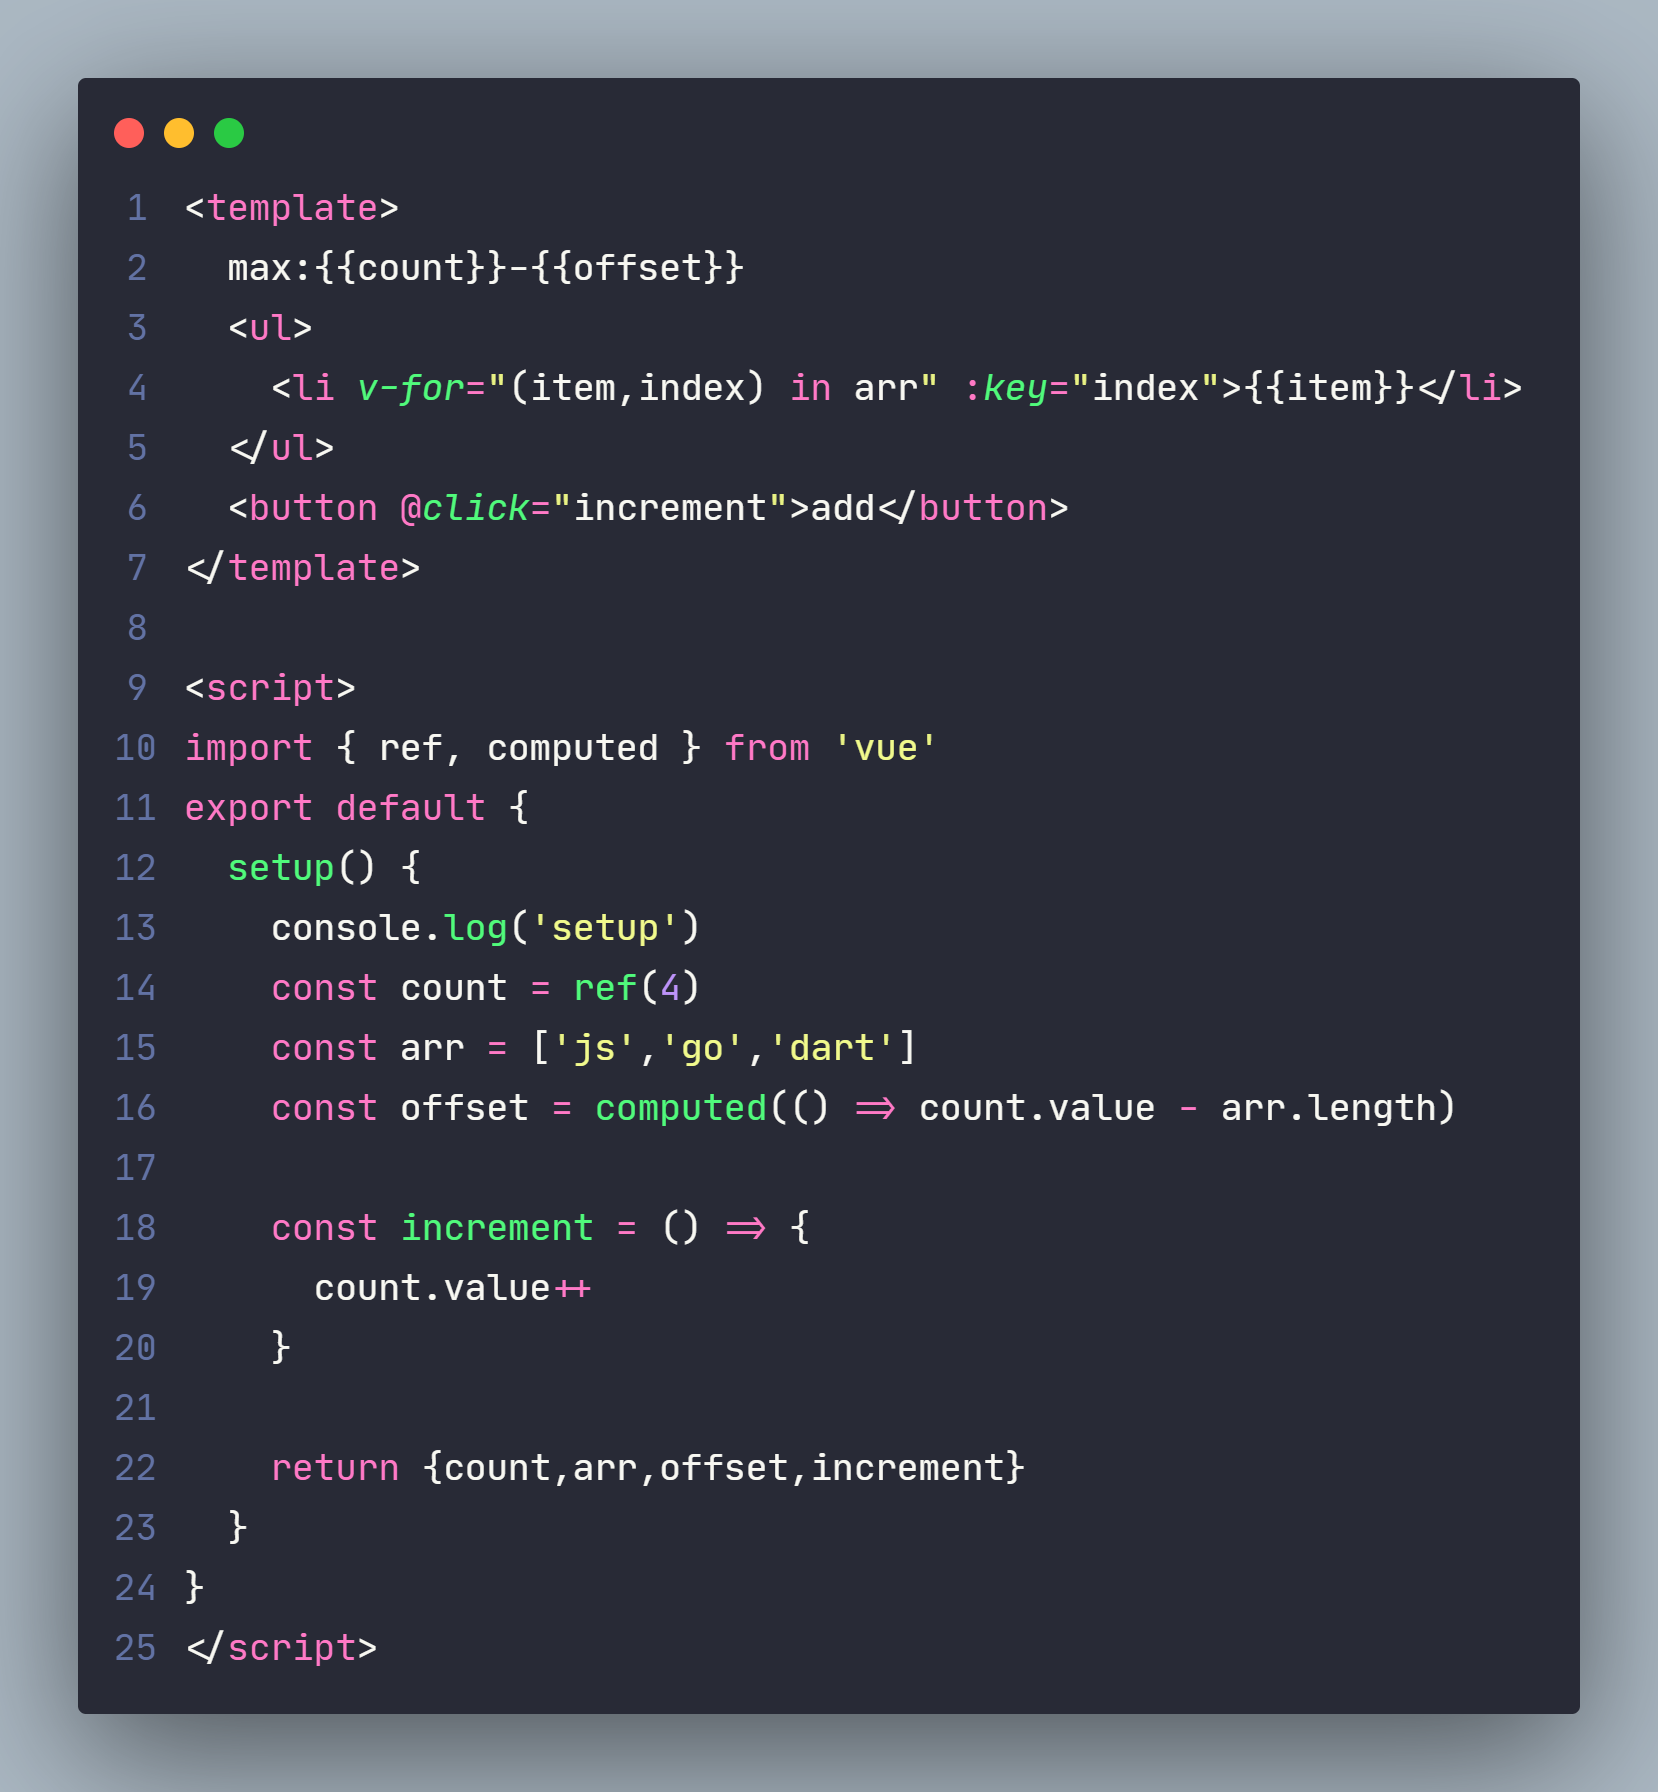 1 <template>
2   max:{{count}}-{{offset}}
3   <ul>
4     <li v-for="(item,index) in arr" :key="index">{{item}}</li>
5   </ul>
6   <button @click="increment">add</button>
7 </template>
8
9 <script>
10 import { ref, computed } from 'vue'
11 export default {
12   setup() {
13     console.log('setup')
14     const count = ref(4)
15     const arr = ['js','go','dart']
16     const offset = computed(() => count.value - arr.length)
17
18     const increment = () => {
19       count.value++
20     }
21
22     return {count,arr,offset,increment}
23   }
24 }
25 </script>